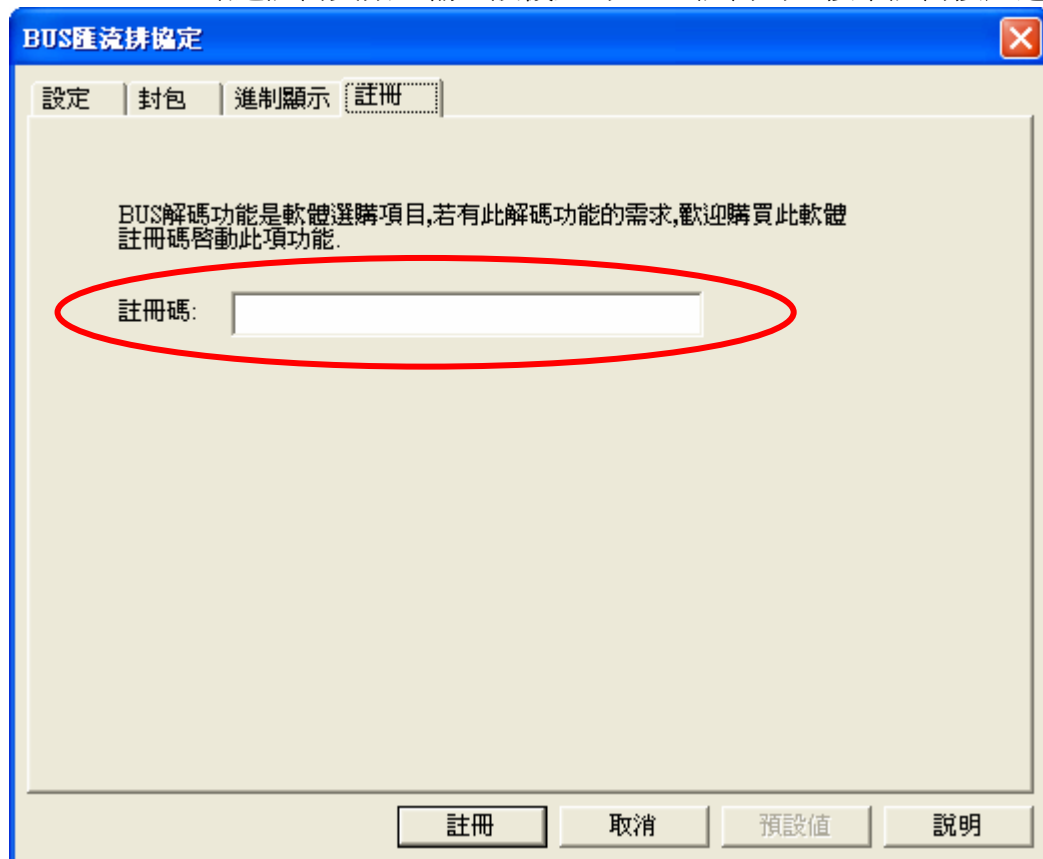 BUS匯流排協定
設定 封包 進制顯示 註冊
BUS解碼功能是軟體選購項目,若有此解碼功能的需求,歡迎購買此軟體
註冊碼啓動此項功能.
註冊碼:
註冊 取消 預設值 說明